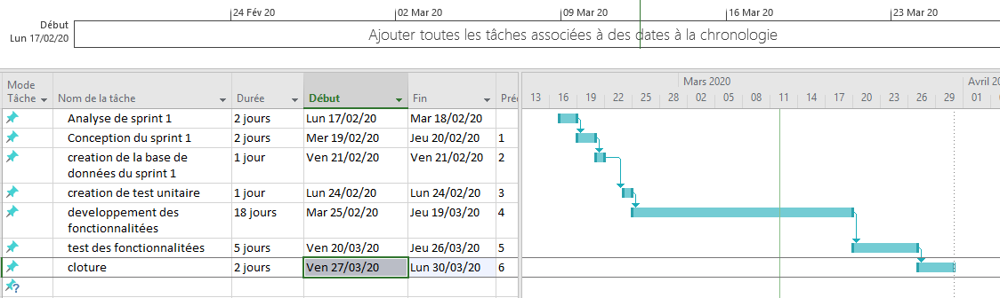 24 Fév 20 02 Mar 20 09 Mar 20 16 Mar 20 23 Mar 20
Début
Lun 17/02/20
Ajouter toutes les tâches associées à des dates à la chronologie
Mode Tâche Nom de la tâche Durée Début Fin Préc
Mars 2020 Avril 20
13 16 19 22 25 28 02 05 08 11 14 17 20 23 26 29 01 04
Analyse de sprint 1 2 jours Lun 17/02/20 Mar 18/02/20
Conception du sprint 1 2 jours Mer 19/02/20 Jeu 20/02/20 1
creation de la base de données du sprint 1 1 jour Ven 21/02/20 Ven 21/02/20 2
creation de test unitaire 1 jour Lun 24/02/20 Lun 24/02/20 3
developpement des fonctionnalitées 18 jours Mar 25/02/20 Jeu 19/03/20 4
test des fonctionnalitées 5 jours Ven 20/03/20 Jeu 26/03/20 5
cloture 2 jours Ven 27/03/20 Lun 30/03/20 6
?